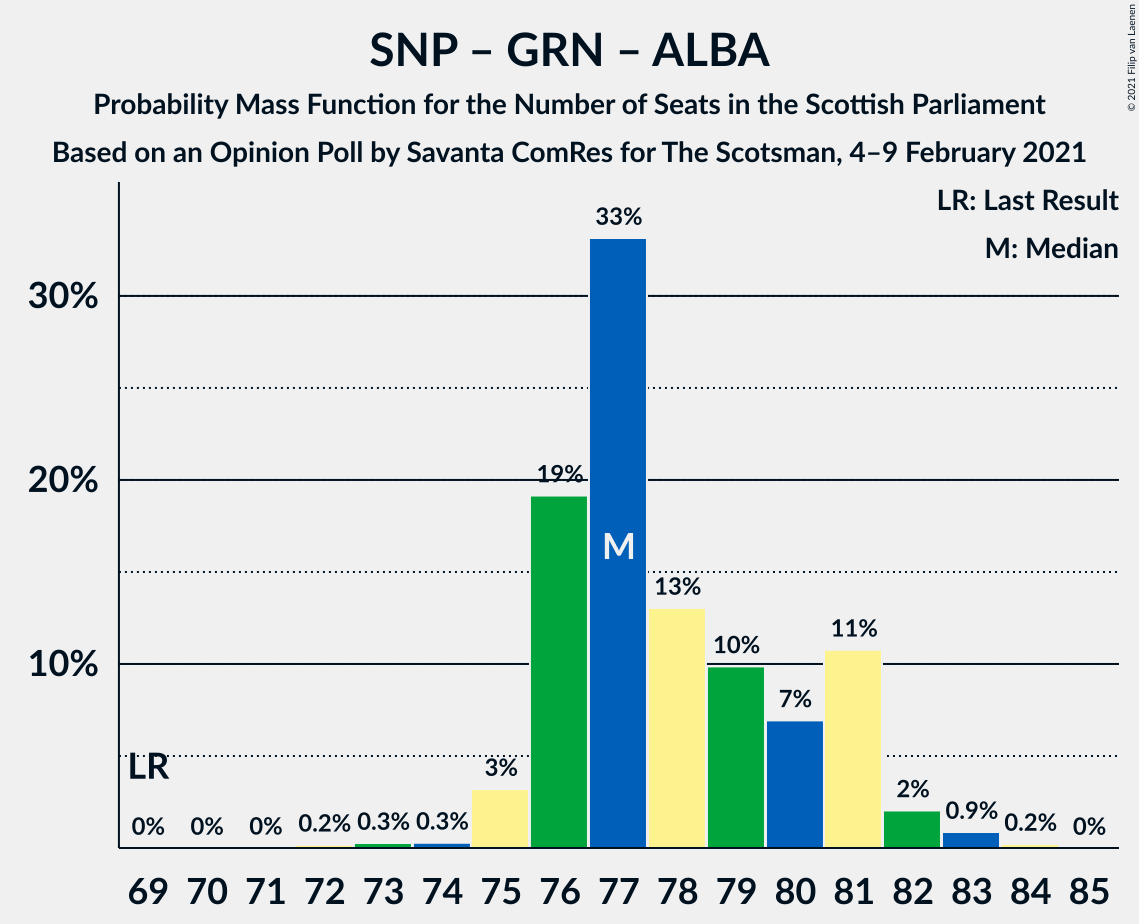 SNP – GRN – ALBA
Probability Mass Function for the Number of Seats in the Scottish Parliament
Based on an Opinion Poll by Savanta ComRes for The Scotsman, 4–9 February 2021
© 2021 Filip van Laenen
LR: Last Result
M: Median
33%
30%
19%
20%
M
13%
11%
10%
10%
7%
LR
3%
2%
0% 0% 0% 0.2% 0.3% 0.3% 0.9% 0.2% 0%
69 70 71 72 73 74 75 76 77 78 79 80 81 82 83 84 85